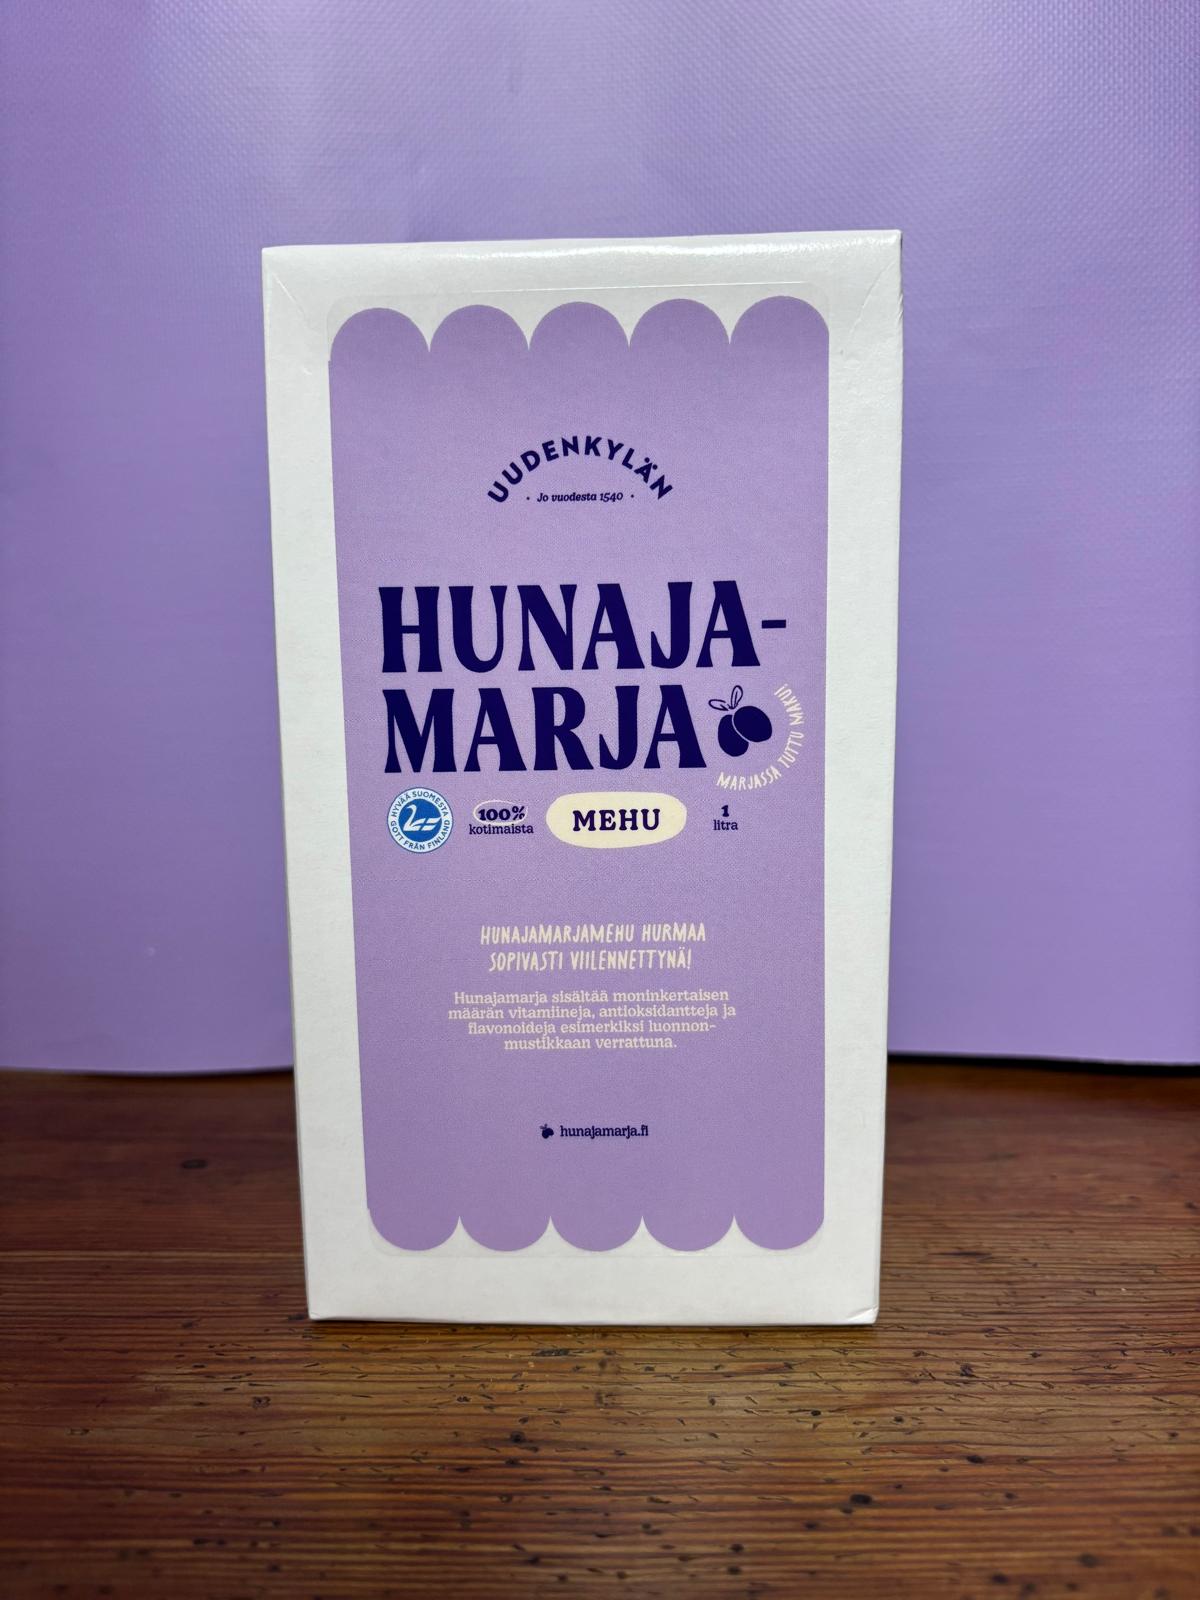 UUDENKYLÄN
• Jo vuodesta 1540 •
HUNAJA-
MARJA
MARJASSA TUTTU MAKU!
HYVÄÄ SUOMESTA
GOTT FRÅN FINLAND
100%
kotimaista
MEHU
1
litra
HUNAJAMARJAMEHU HURMAA
SOPIVASTI VIILENNETTYNÄ!
Hunajamarja sisältää moninkertaisen
määrän vitamiineja, antioksidantteja ja
flavonoideja esimerkiksi luonnon-
mustikkaan verrattuna.
hunajamarja.fi